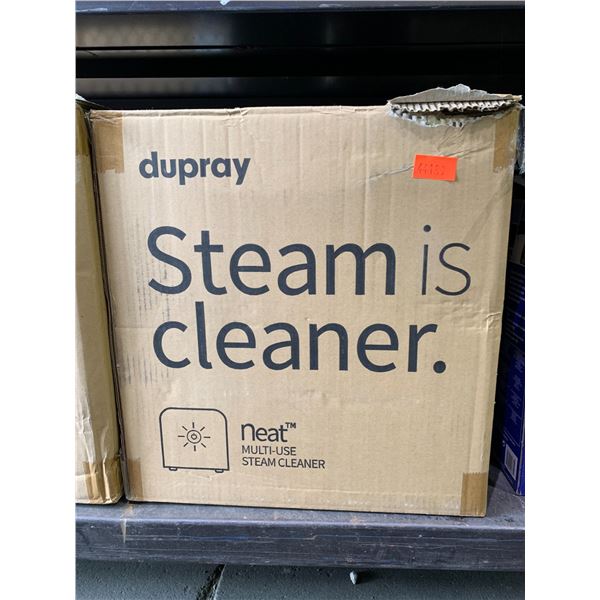 dupray
Steam is
cleaner.
neat™
MULTI-USE
STEAM CLEANER